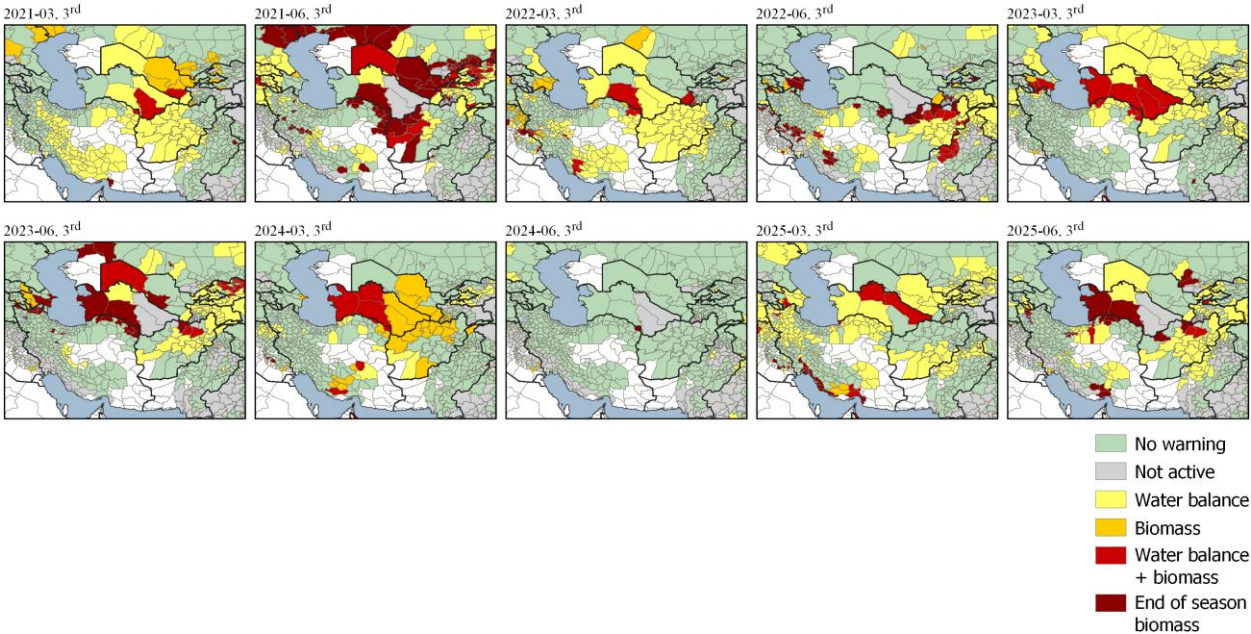 2021-03, 3rd
2021-06, 3rd
2022-03, 3rd
2022-06, 3rd
2023-03, 3rd
2023-06, 3rd
2024-03, 3rd
2024-06, 3rd
2025-03, 3rd
2025-06, 3rd
No warning
Not active
Water balance
Biomass
Water balance
+ biomass
End of season
biomass